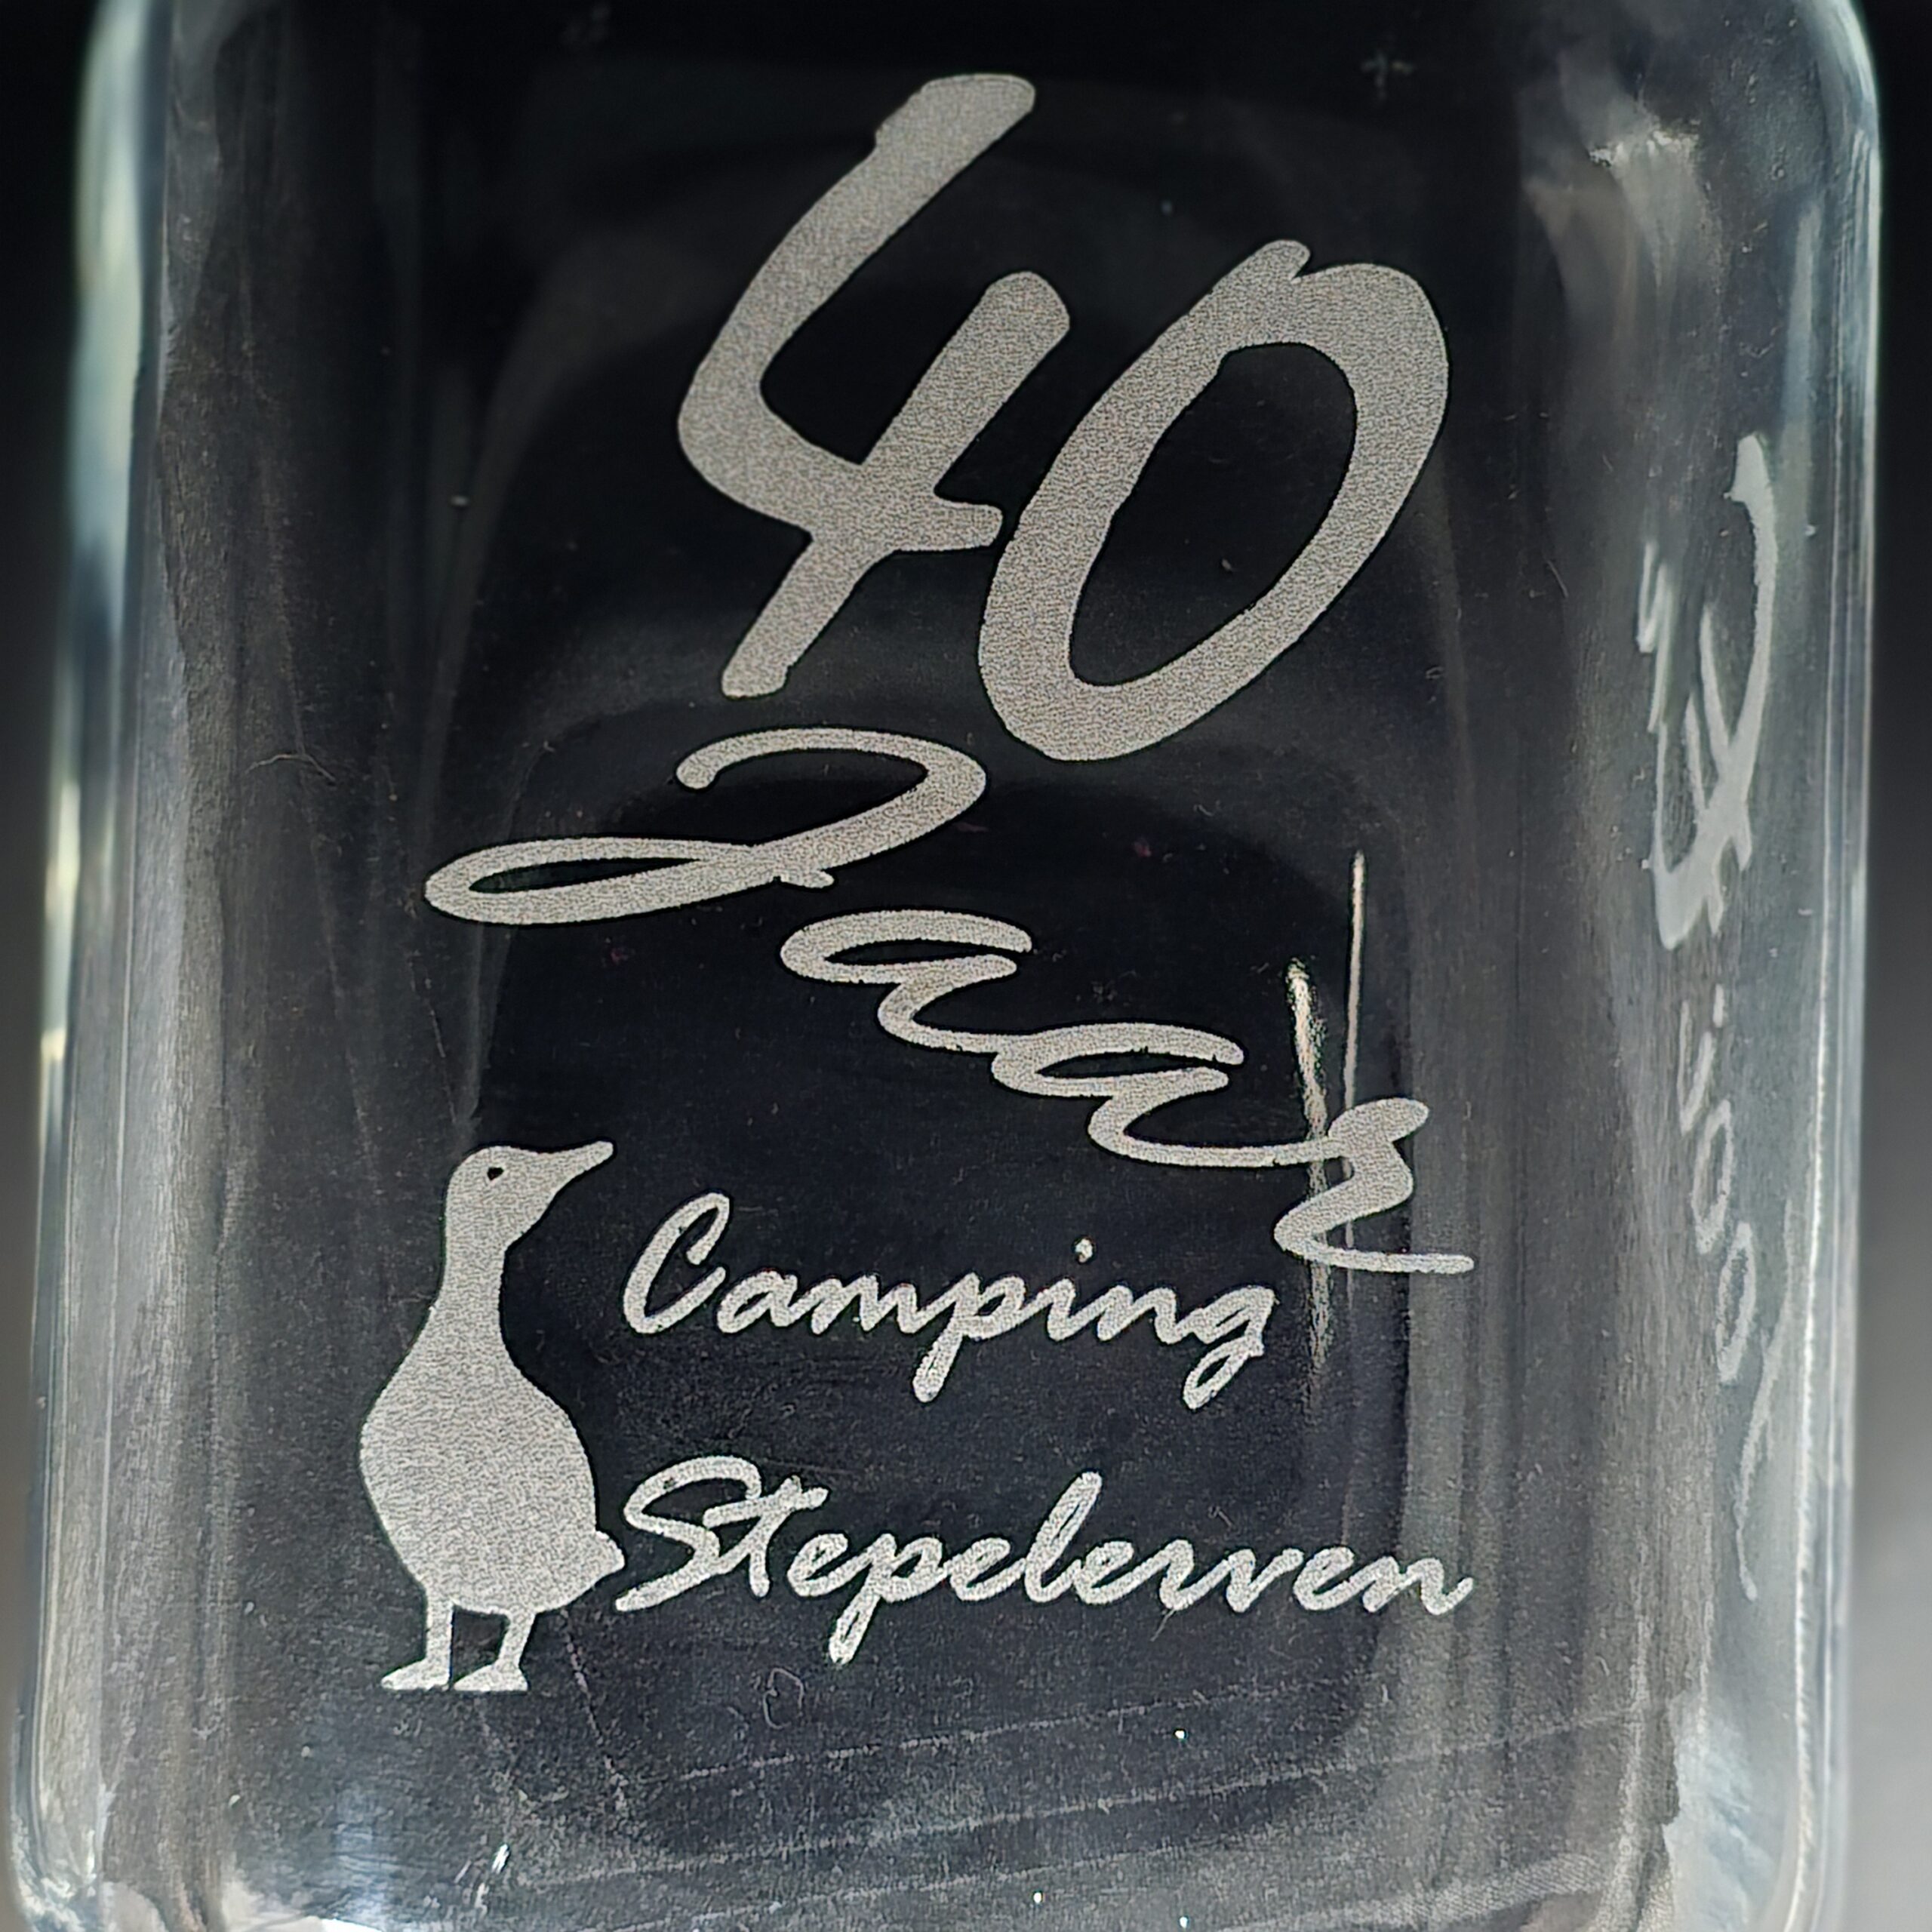 40
Jaar
Camping
Stepelerven